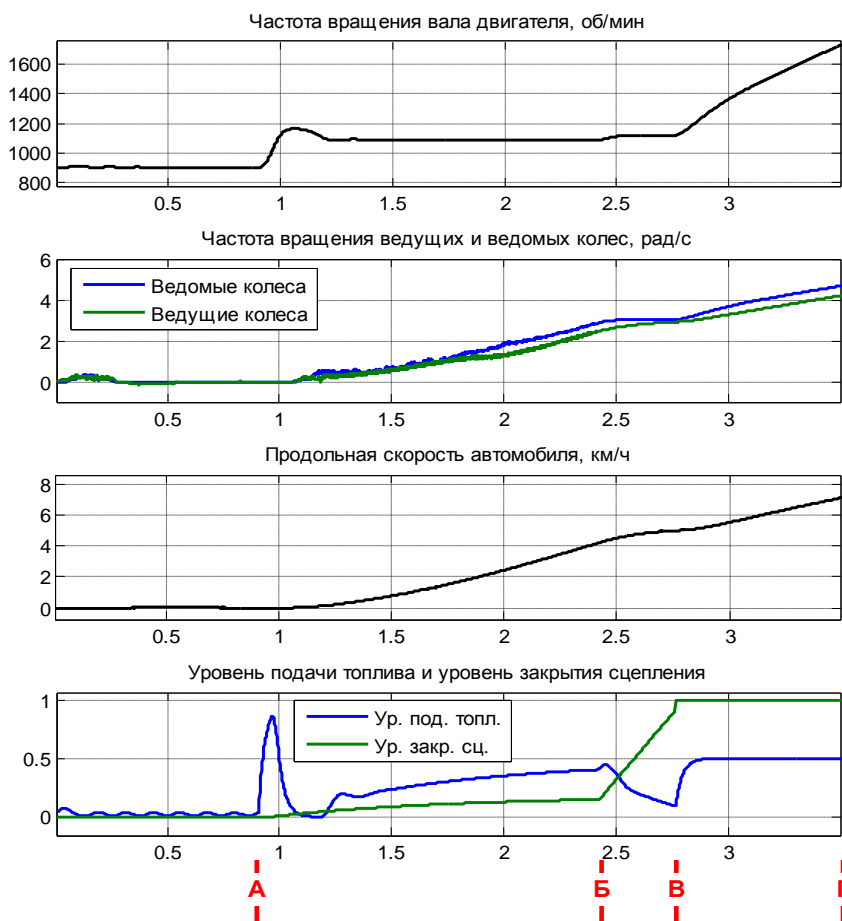 Частота вращения вала двигателя, об/мин
1600
1400
1200
1000
800
0.5 1 1.5 2 2.5 3
Частота вращения ведущих и ведомых колес, рад/с
6
4
2
0
Ведомые колеса
Ведущие колеса
0.5 1 1.5 2 2.5 3
Продольная скорость автомобиля, км/ч
8
6
4
2
0
0.5 1 1.5 2 2.5 3
Уровень подачи топлива и уровень закрытия сцепления
1
0.5
0
Ур. под. топл.
Ур. закр. сц.
0.5 1 1.5 2 2.5 3
А Б В